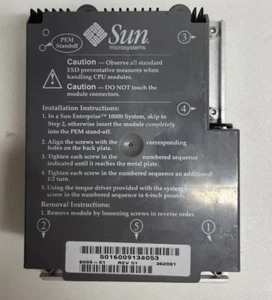 PEM
Standoff
Sun
microsystems
3
Caution — Observe all standard
ESD preventative measures when
handling CPU modules.
Caution — DO NOT touch the
module connectors.
4
Installation Instructions:
1. In a Sun Enterprise™ 10000 System, skip to
Step 2, otherwise insert the module completely
into the PEM stand-off.
2. Align the screws with the corresponding
holes on the back plate.
3. Tighten each screw in the numbered sequence
indicated until it reaches the metal plate.
4. Tighten each screw in the numbered sequence an additional
1/2 turn.
5. Using the torque driver provided with the system, tighten
each screw in the numbered sequence to 6-inch pounds.
Removal Instructions:
1. Remove module by loosening screws in reverse order.
2
5
1
REV 51